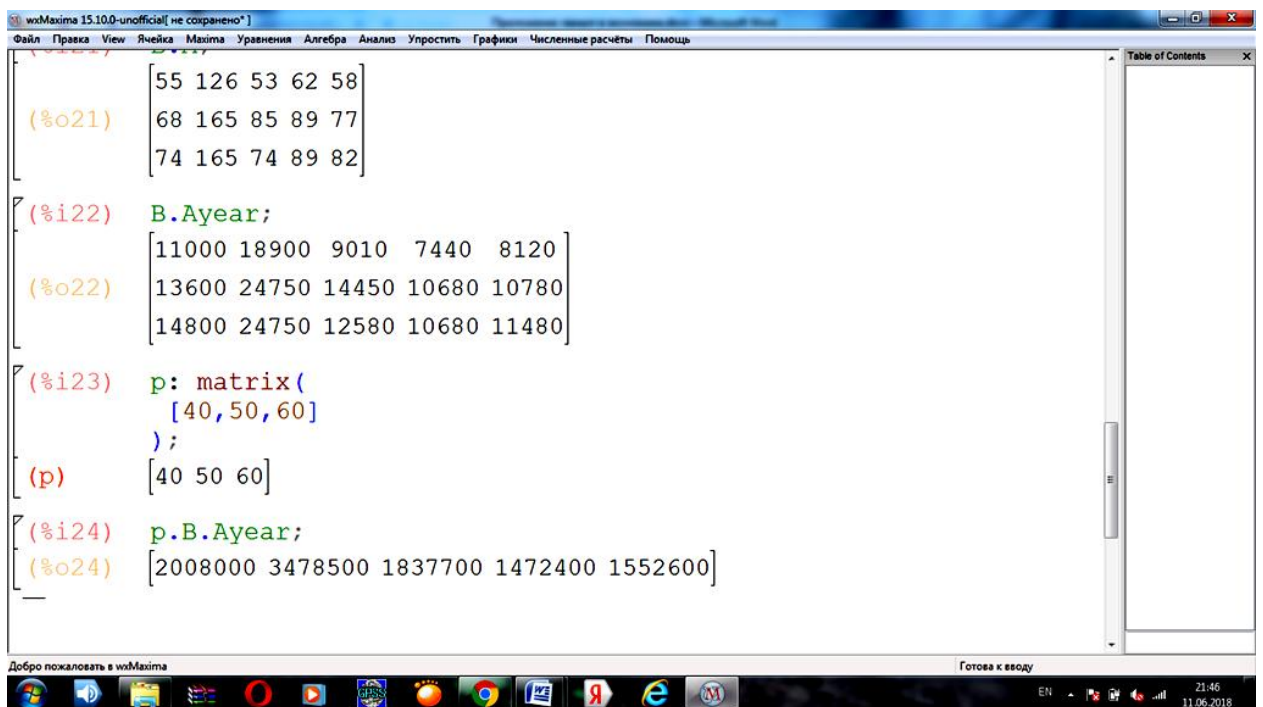 wxMaxima 15.10.0-unofficial[ не сохранено* ]
Файл Правка View Ячейка Maxima Уравнения Алгебра Анализ Упростить Графики Численные расчёты Помощь
Table of Contents
55 126 53 62 58
(%o21) 68 165 85 89 77
74 165 74 89 82
(%i22) B.Ayear;
11000 18900 9010 7440 8120
(%o22) 13600 24750 14450 10680 10780
14800 24750 12580 10680 11480
(%i23) p: matrix(
[40,50,60]
);
(p) [40 50 60]
(%i24) p.B.Ayear;
(%o24) [2008000 3478500 1837700 1472400 1552600]
Добро пожаловать в wxMaxima Готова к вводу
GPSS W Я e M EN 21:46
11.06.2018